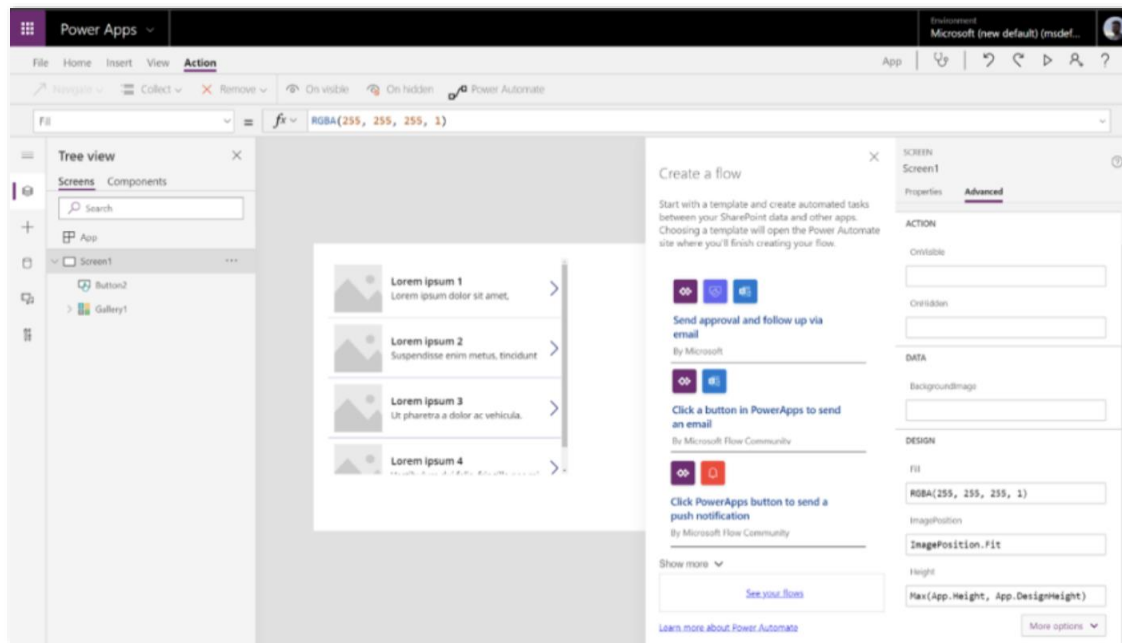 Power Apps
Environment
Microsoft (new default) (msdef...
File Home Insert View Action
App
Navigate Collect Remove On visible On hidden Power Automate
Fill = fx RGBA(255, 255, 255, 1)
Tree view
Screens Components
Search
App
Screen1
Button2
Gallery1
Lorem ipsum 1
Lorem ipsum dolor sit amet,
Lorem ipsum 2
Suspendisse enim metus, tincidunt
Lorem ipsum 3
Ut pharetra a dolor ac vehicula.
Lorem ipsum 4
Create a flow
Start with a template and create automated tasks
between your SharePoint data and other apps.
Choosing a template will open the Power Automate
site where you'll finish creating your flow.
Send approval and follow up via
email
By Microsoft
Click a button in PowerApps to send
an email
By Microsoft Flow Community
Click PowerApps button to send a
push notification
By Microsoft Flow Community
Show more
See your flows
Learn more about Power Automate
SCREEN
Screen1
Properties Advanced
ACTION
OnVisible
OnHidden
DATA
BackgroundImage
DESIGN
Fill
RGBA(255, 255, 255, 1)
ImagePosition
ImagePosition.Fit
Height
Max(App.Height, App.DesignHeight)
More options